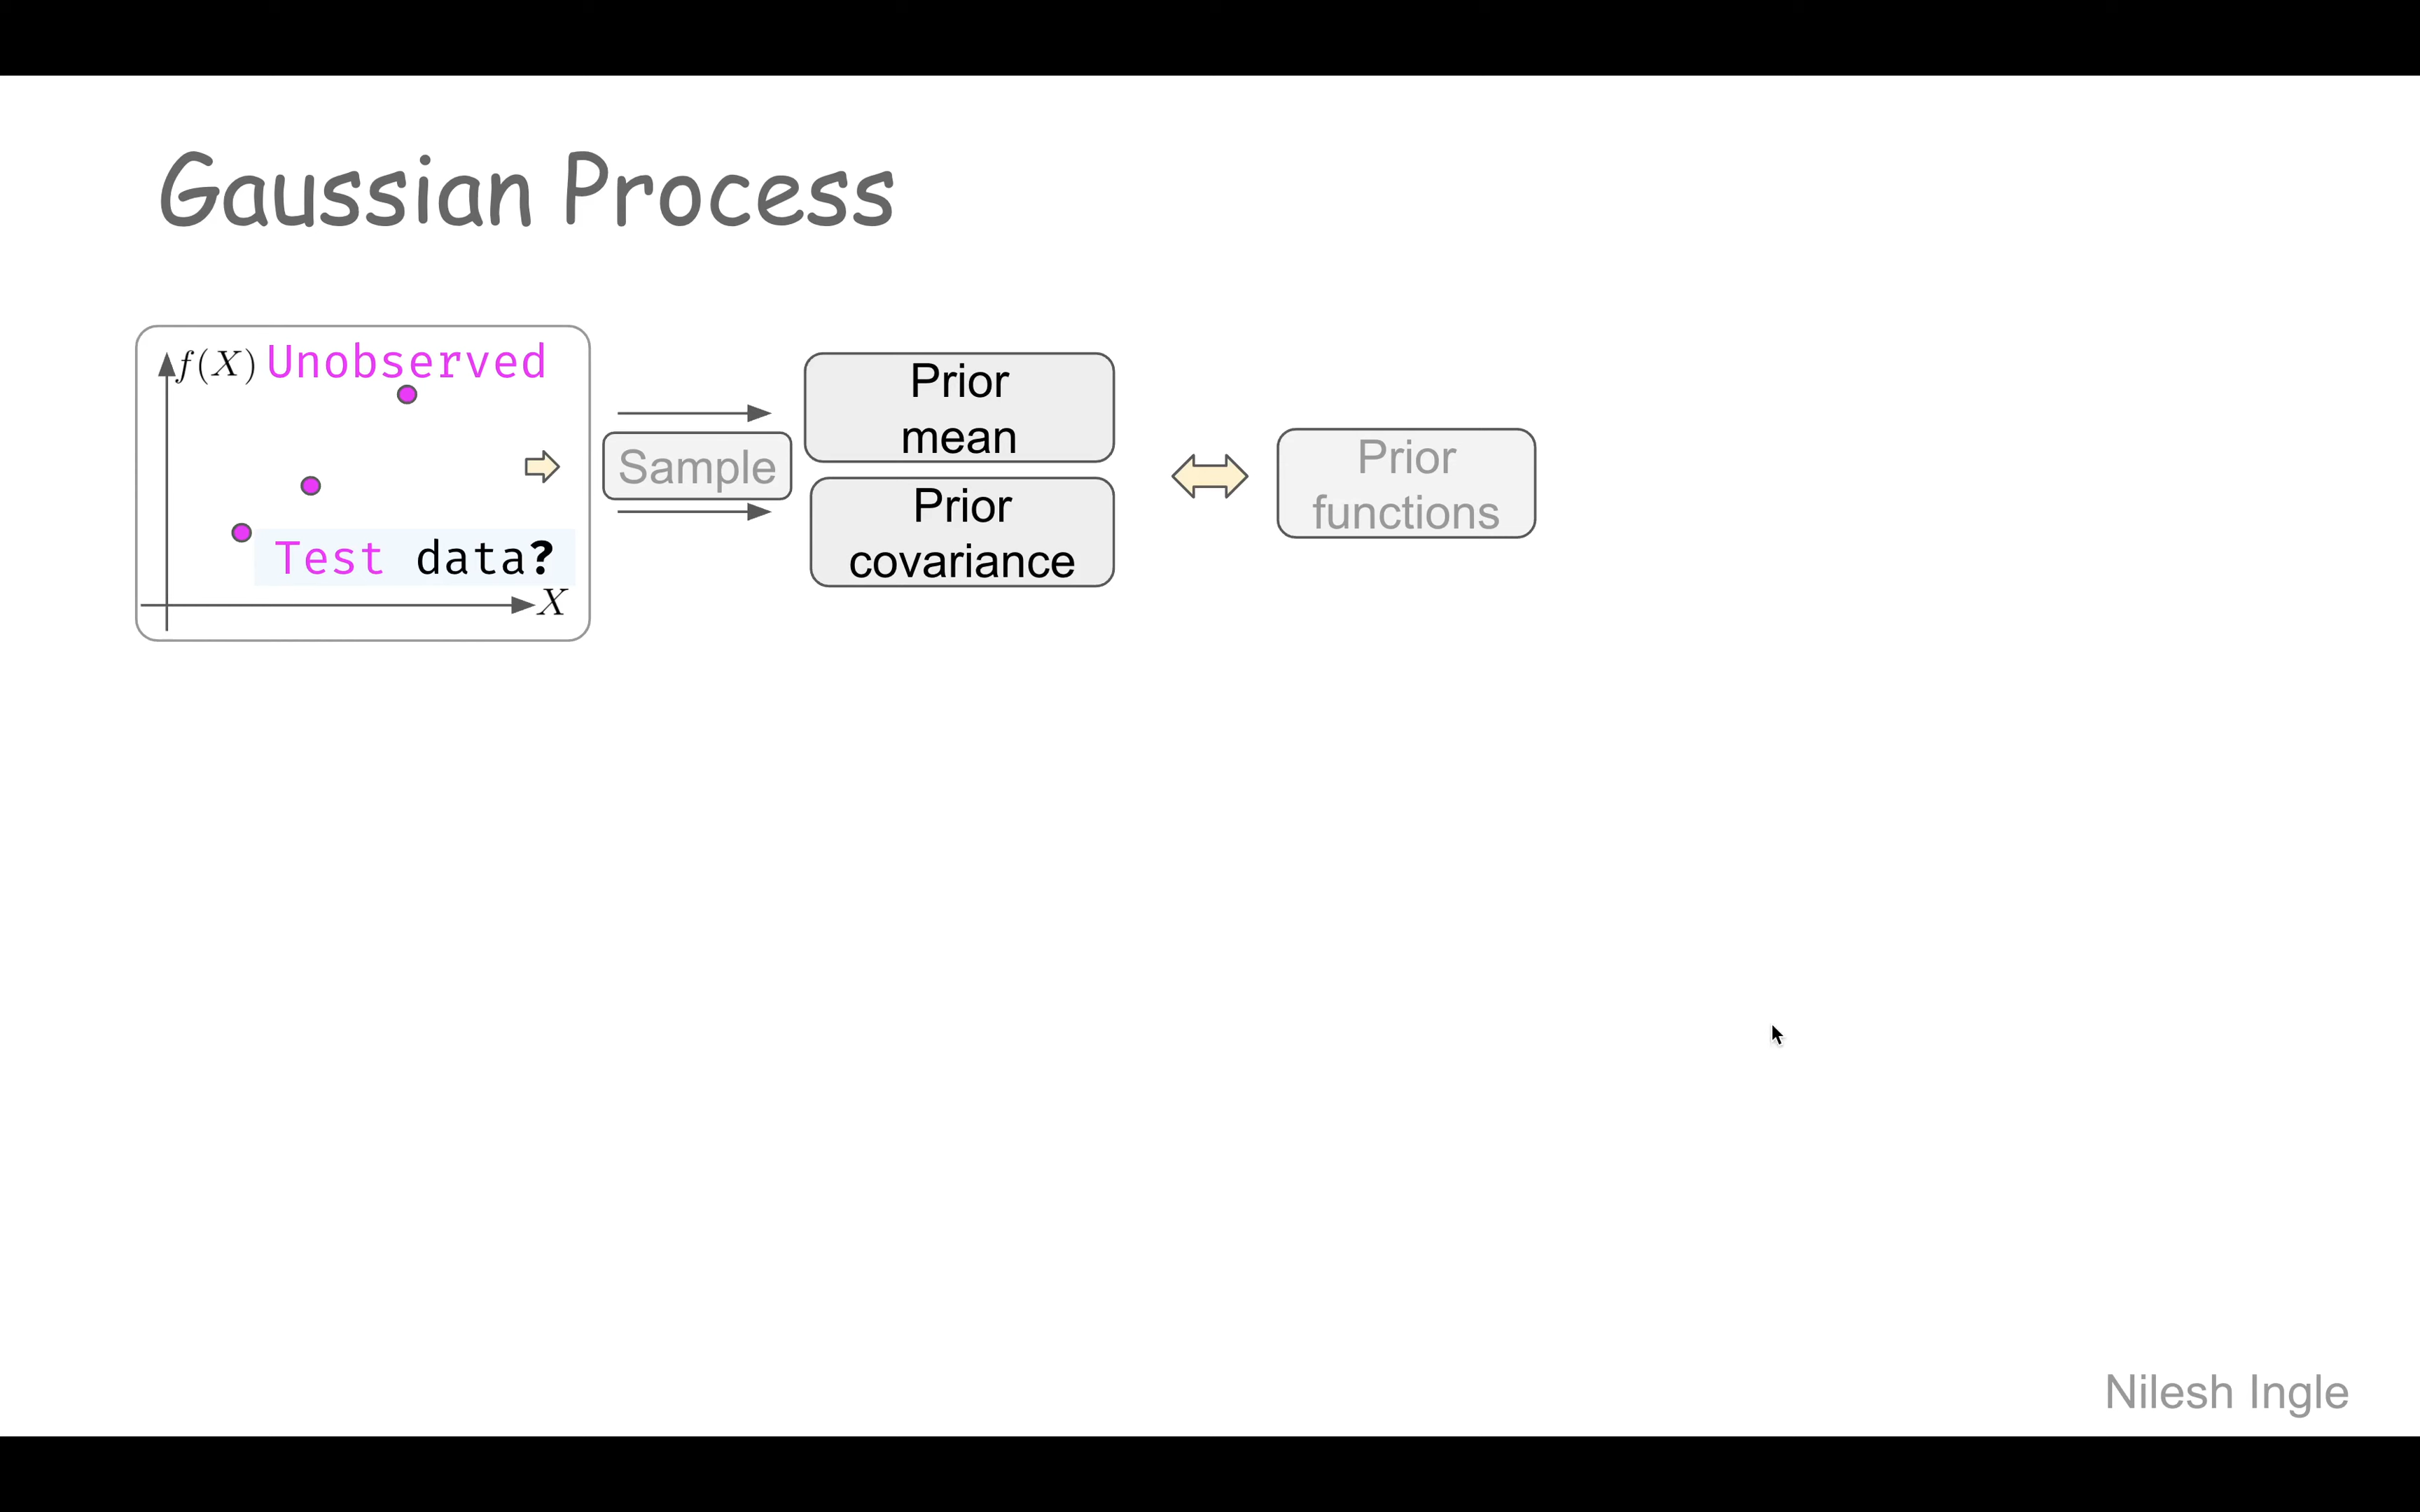 Gaussian Process
f(X) Unobserved
Test data?
X
Sample
Prior
mean
Prior
covariance
Prior
functions
Nilesh Ingle